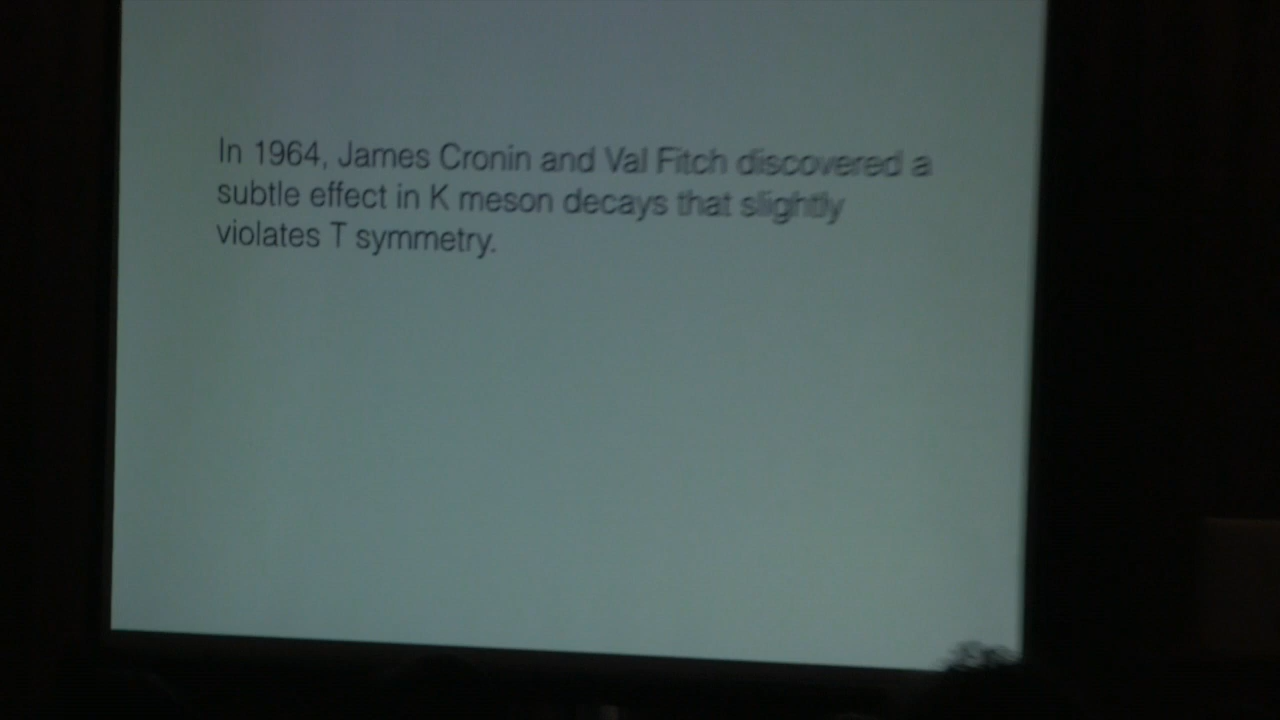 In 1964, James Cronin and Val Fitch discovered a
subtle effect in K meson decays that slightly
violates T symmetry.